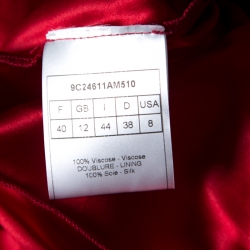 9C24611AM510
F GB I D USA
40 12 44 38 8
100% Viscose - Viscose
DOUBLURE - LINING
100% Soie - Silk